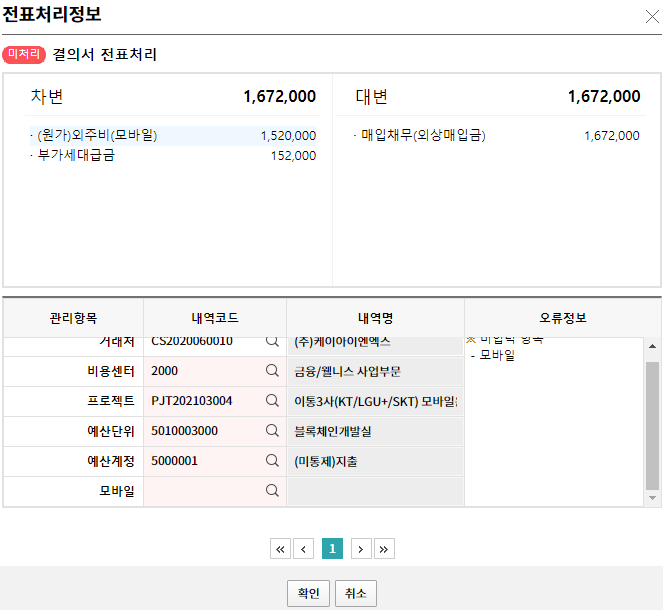 전표처리정보
미처리 결의서 전표처리
차변 1,672,000
· (원가)외주비(모바일) 1,520,000
· 부가세대급금 152,000
대변 1,672,000
· 매입채무(외상매입금) 1,672,000
관리항목 내역코드 내역명 오류정보
거래처 CS2020060010 (주)케이아이엔엑스
비용센터 2000 금융/웰니스 사업부문
프로젝트 PJT202103004 이통3사(KT/LGU+/SKT) 모바일
예산단위 5010003000 블록체인개발실
예산계정 5000001 (미통제)지출
모바일
※ 미입력 항목
- 모바일
« ‹ 1 › »
확인 취소